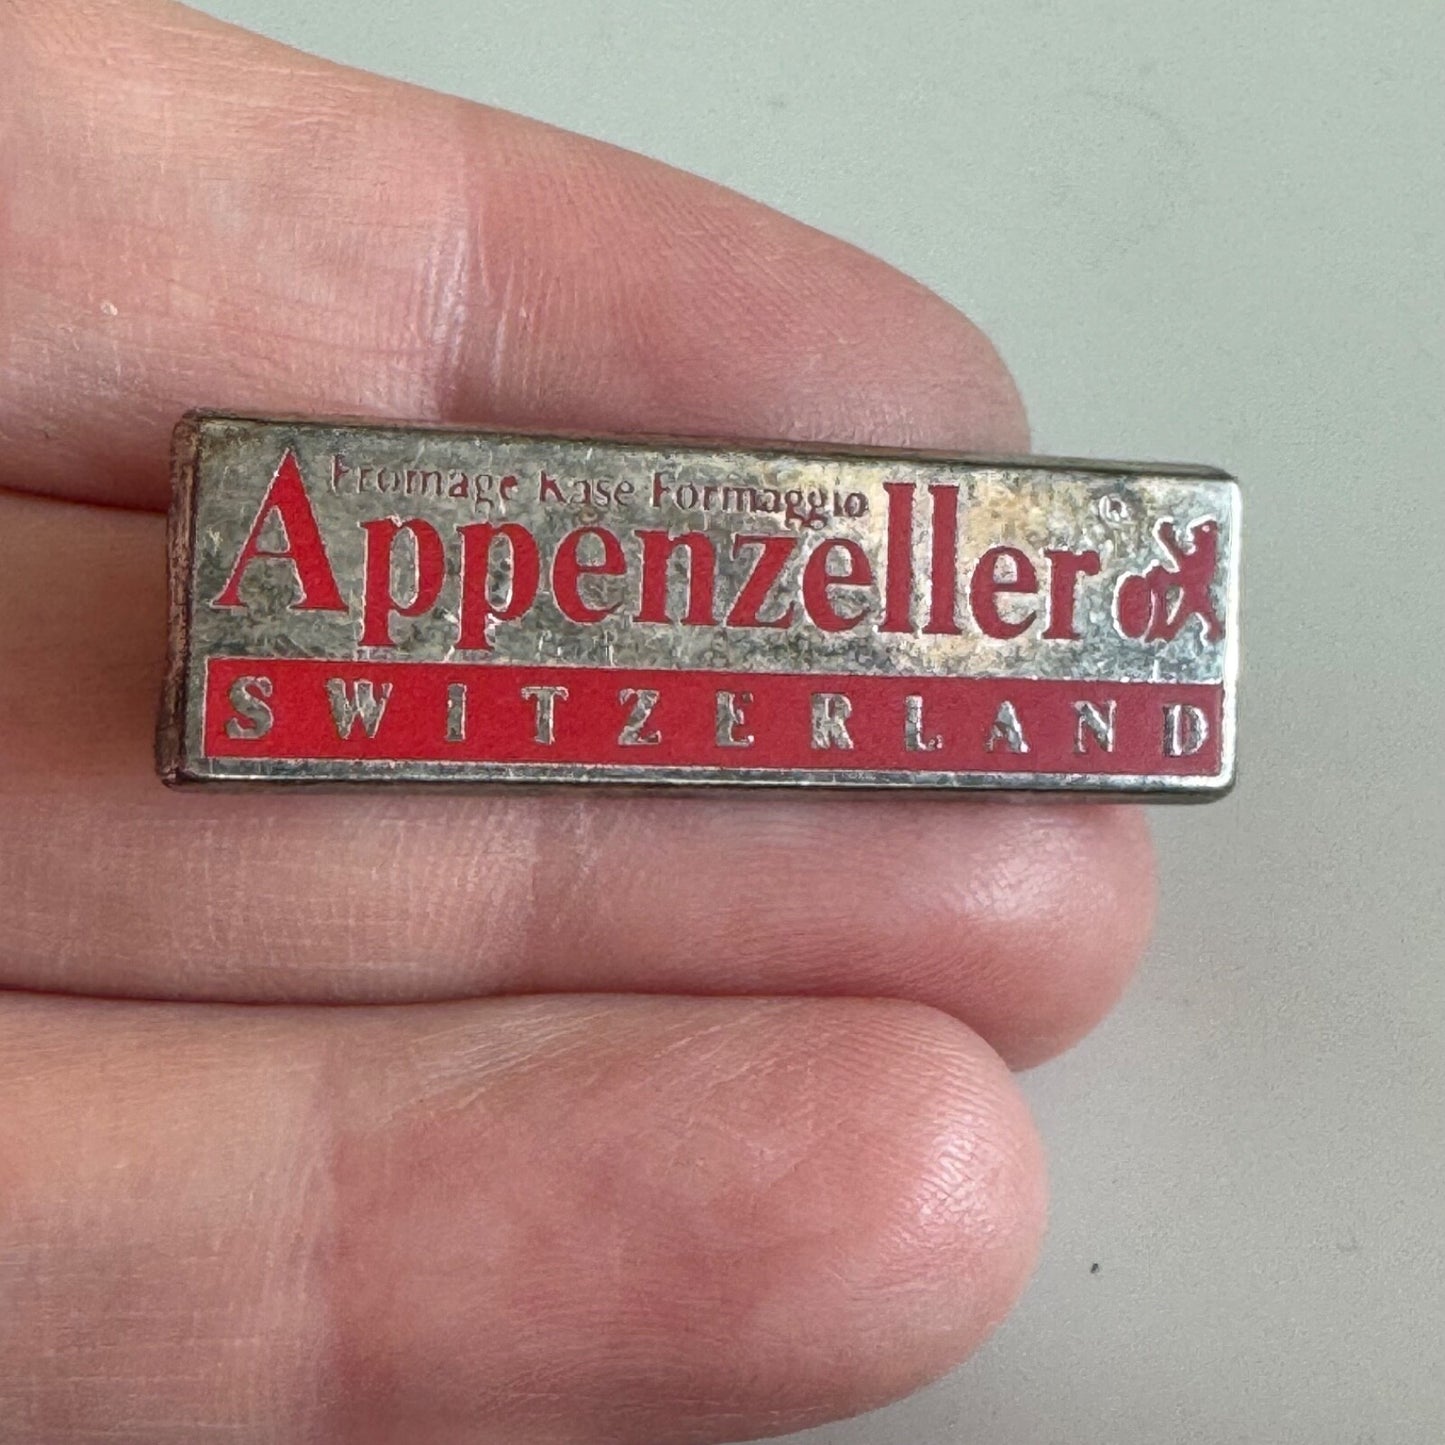 Fromage Käse Formaggio
Appenzeller®
SWITZERLAND